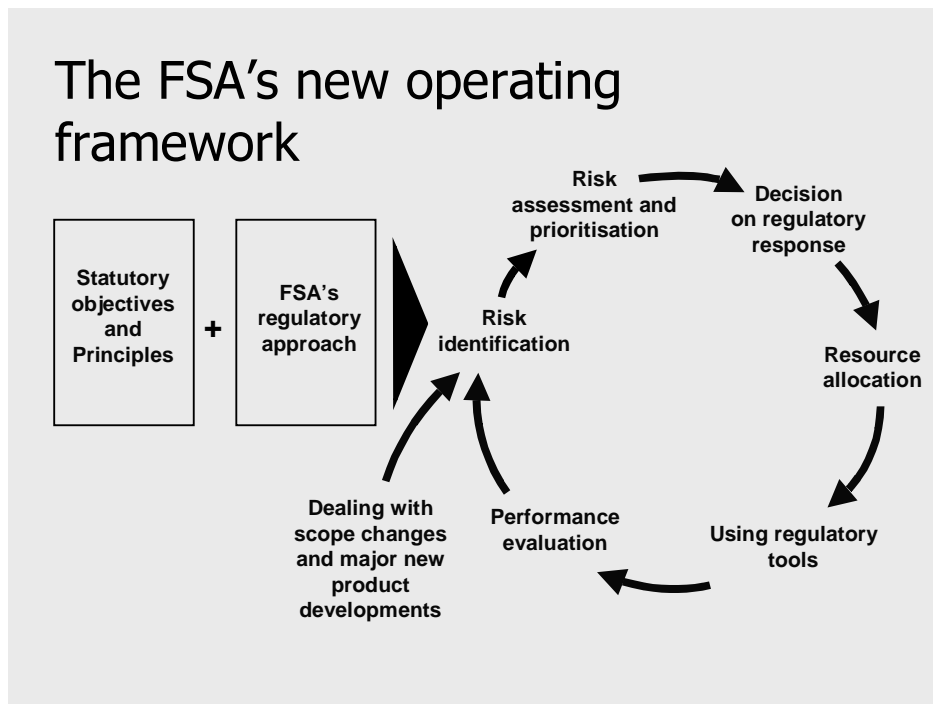 The FSA’s new operating
framework
Statutory
objectives
and
Principles
+
FSA’s
regulatory
approach
Risk
identification
Risk
assessment and
prioritisation
Decision
on regulatory
response
Resource
allocation
Using regulatory
tools
Performance
evaluation
Dealing with
scope changes
and major new
product
developments